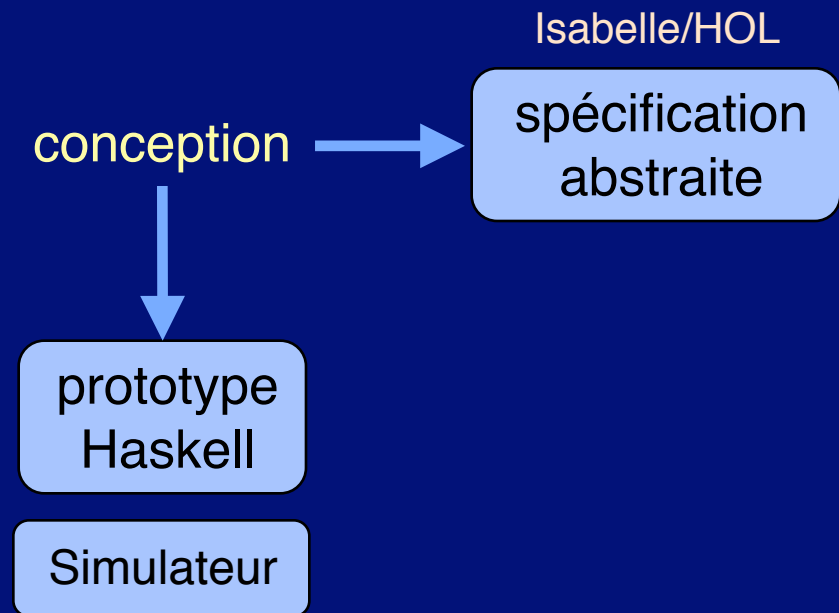 Isabelle/HOL
conception
spécification
abstraite
prototype
Haskell
Simulateur